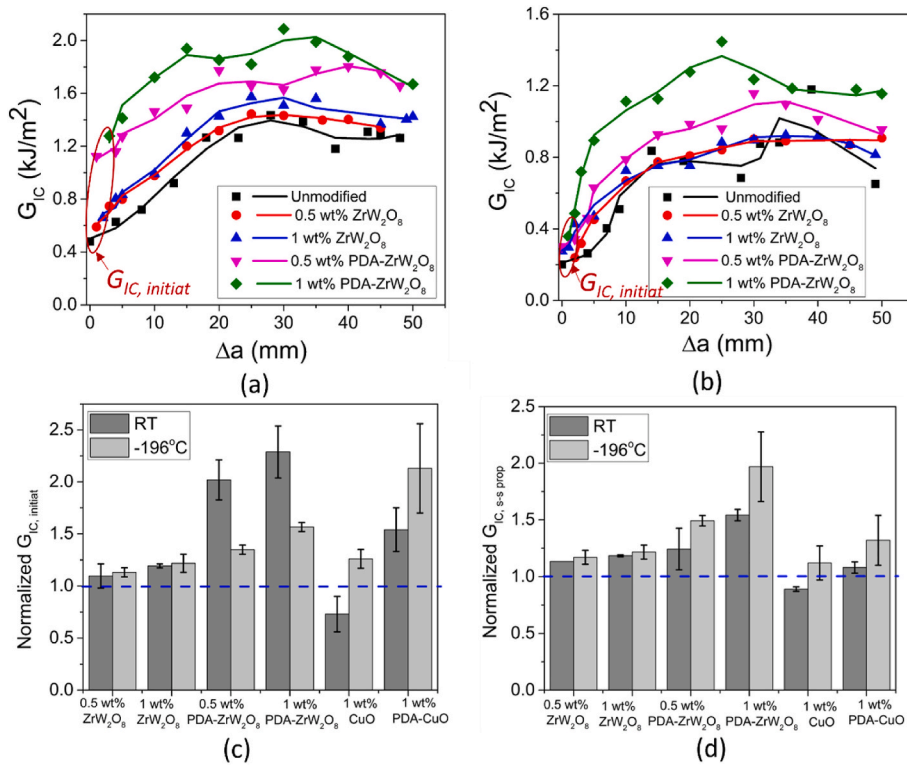 G_IC (kJ/m²)
2.4
2.0
1.6
1.2
0.8
0.4
0.0
G_IC, initiat
Unmodified
0.5 wt% ZrW₂O₈
1 wt% ZrW₂O₈
0.5 wt% PDA-ZrW₂O₈
1 wt% PDA-ZrW₂O₈
0 10 20 30 40 50
Δa (mm)
(a)
G_IC (kJ/m²)
1.6
1.2
0.8
0.4
0.0
G_IC, initiat
Unmodified
0.5 wt% ZrW₂O₈
1 wt% ZrW₂O₈
0.5 wt% PDA-ZrW₂O₈
1 wt% PDA-ZrW₂O₈
0 10 20 30 40 50
Δa (mm)
(b)
Normalized G_IC, initiat
2.5
2.0
1.5
1.0
0.5
0.0
RT
-196°C
0.5 wt% 1 wt% 0.5 wt% 1 wt% 1 wt% 1 wt%
ZrW₂O₈ ZrW₂O₈ PDA-ZrW₂O₈ PDA-ZrW₂O₈ CuO PDA-CuO
(c)
Normalized G_IC, s-s prop
2.5
2.0
1.5
1.0
0.5
0.0
RT
-196°C
0.5 wt% 1 wt% 0.5 wt% 1 wt% 1 wt% 1 wt%
ZrW₂O₈ ZrW₂O₈ PDA-ZrW₂O₈ PDA-ZrW₂O₈ CuO PDA-CuO
(d)